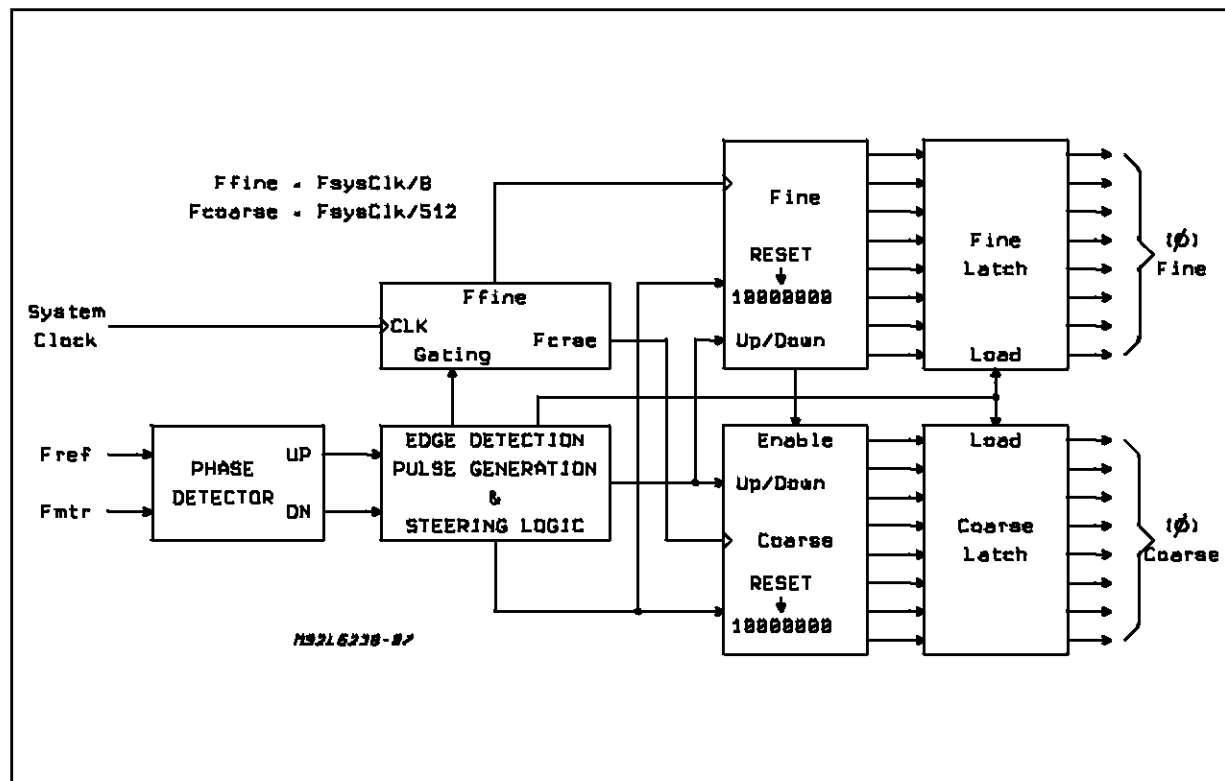 Ffine = FsysClk/8
Fcoarse = FsysClk/512
System
Clock
Ffine
CLK
Fcrse
Gating
Fine
RESET
10000000
Up/Down
Fine
Latch
Load
(Ø)
Fine
Fref
Fmtr
PHASE
DETECTOR
UP
DN
EDGE DETECTION
PULSE GENERATION
&
STEERING LOGIC
Enable
Up/Down
Coarse
RESET
10000000
Load
Coarse
Latch
(Ø)
Coarse